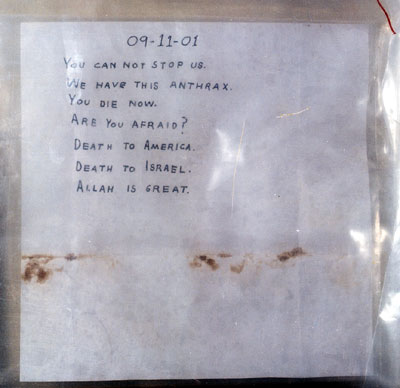 09-11-01
YOU CAN NOT STOP US.
WE HAVE THIS ANTHRAX.
YOU DIE NOW.
ARE YOU AFRAID?
DEATH TO AMERICA.
DEATH TO ISRAEL.
ALLAH IS GREAT.